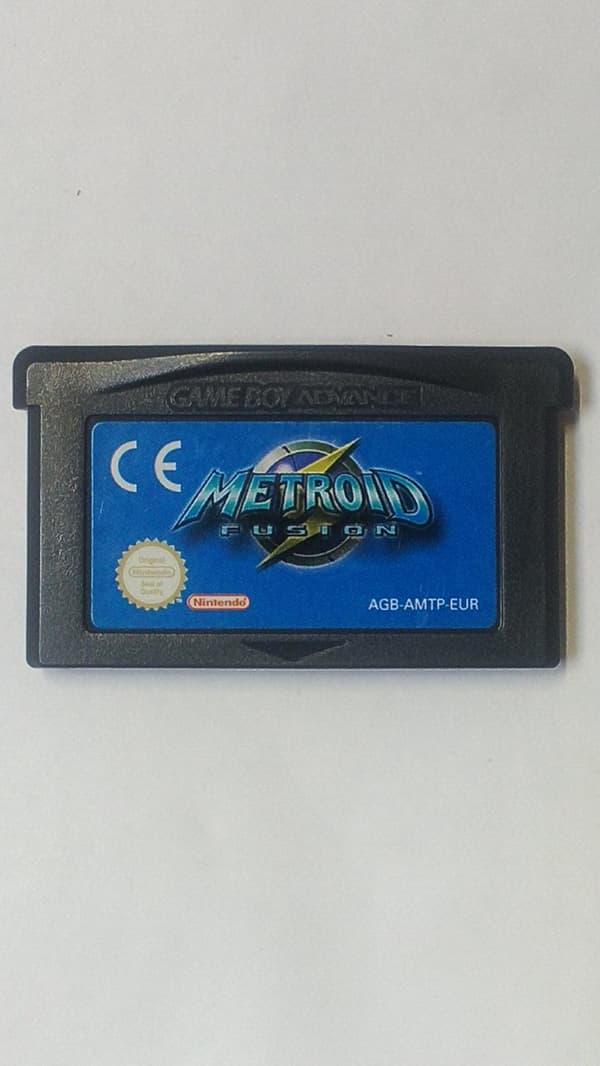 GAME BOY ADVANCE
CE
METROID
FUSION
Original
Nintendo
Seal of
Quality
Nintendo
AGB-AMTP-EUR